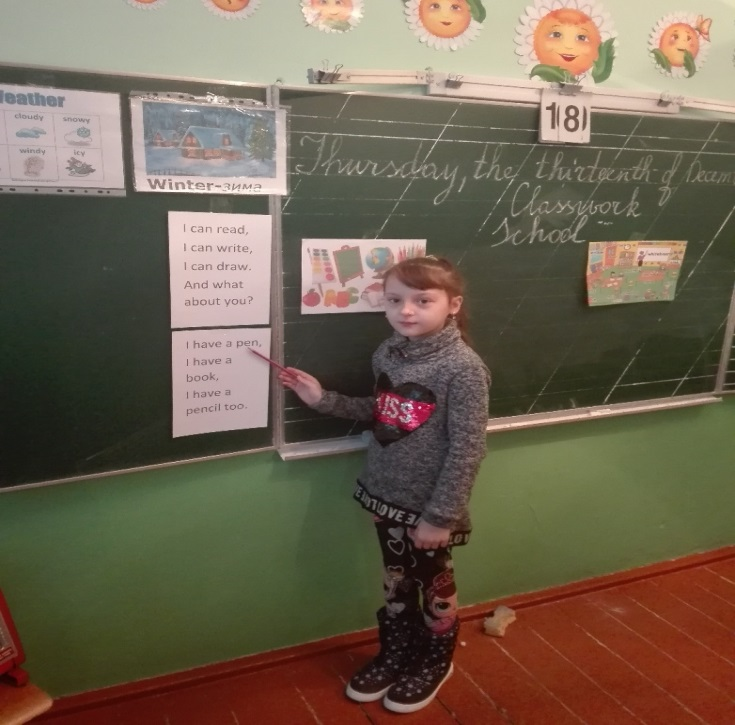 Weather
cloudy snowy
windy icy
Winter-зима
I can read,
I can write,
I can draw.
And what
about you?
I have a pen,
I have a
book,
I have a
pencil too.
18
Thursday, the thirteenth of Decem
Classwork
School
ABC